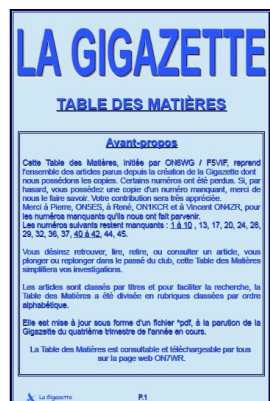 LA GIGAZETTE
TABLE DES MATIÈRES
Avant-propos
Cette Table des Matières, initiée par ON6WG / F5VIF, reprend
l'ensemble des articles parus depuis la création de la Gigazette dont
nous possédons les copies. Certains numéros ont été perdus. Si, par
hasard, vous possédez une copie d'un numéro manquant, merci de
nous le faire savoir. Votre contribution sera très appréciée.
Merci à Pierre, ON5ES, à René, ON1KCR et à Vincent ON4ZR, pour
les numéros manquants qu'ils nous ont fait parvenir.
Les numéros suivants restent manquants : 1 à 10 , 13, 17, 20, 24, 26,
29, 32, 36, 37, 40 à 42, 44, 45.
Vous désirez retrouver, lire, relire, ou consulter un article, vous
plonger ou replonger dans le passé du club, cette Table des Matières
simplifiera vos investigations.
Les articles sont classés par titres et pour faciliter la recherche, la
Table des Matières a été divisée en rubriques classées par ordre
alphabétique.
Elle est mise à jour sous forme d'un fichier *pdf, à la parution de la
Gigazette du quatrième trimestre de l'année en cours.
La Table des Matières est consultable et téléchargeable par tous
sur la page web ON7WR.
La Gigazette P.1